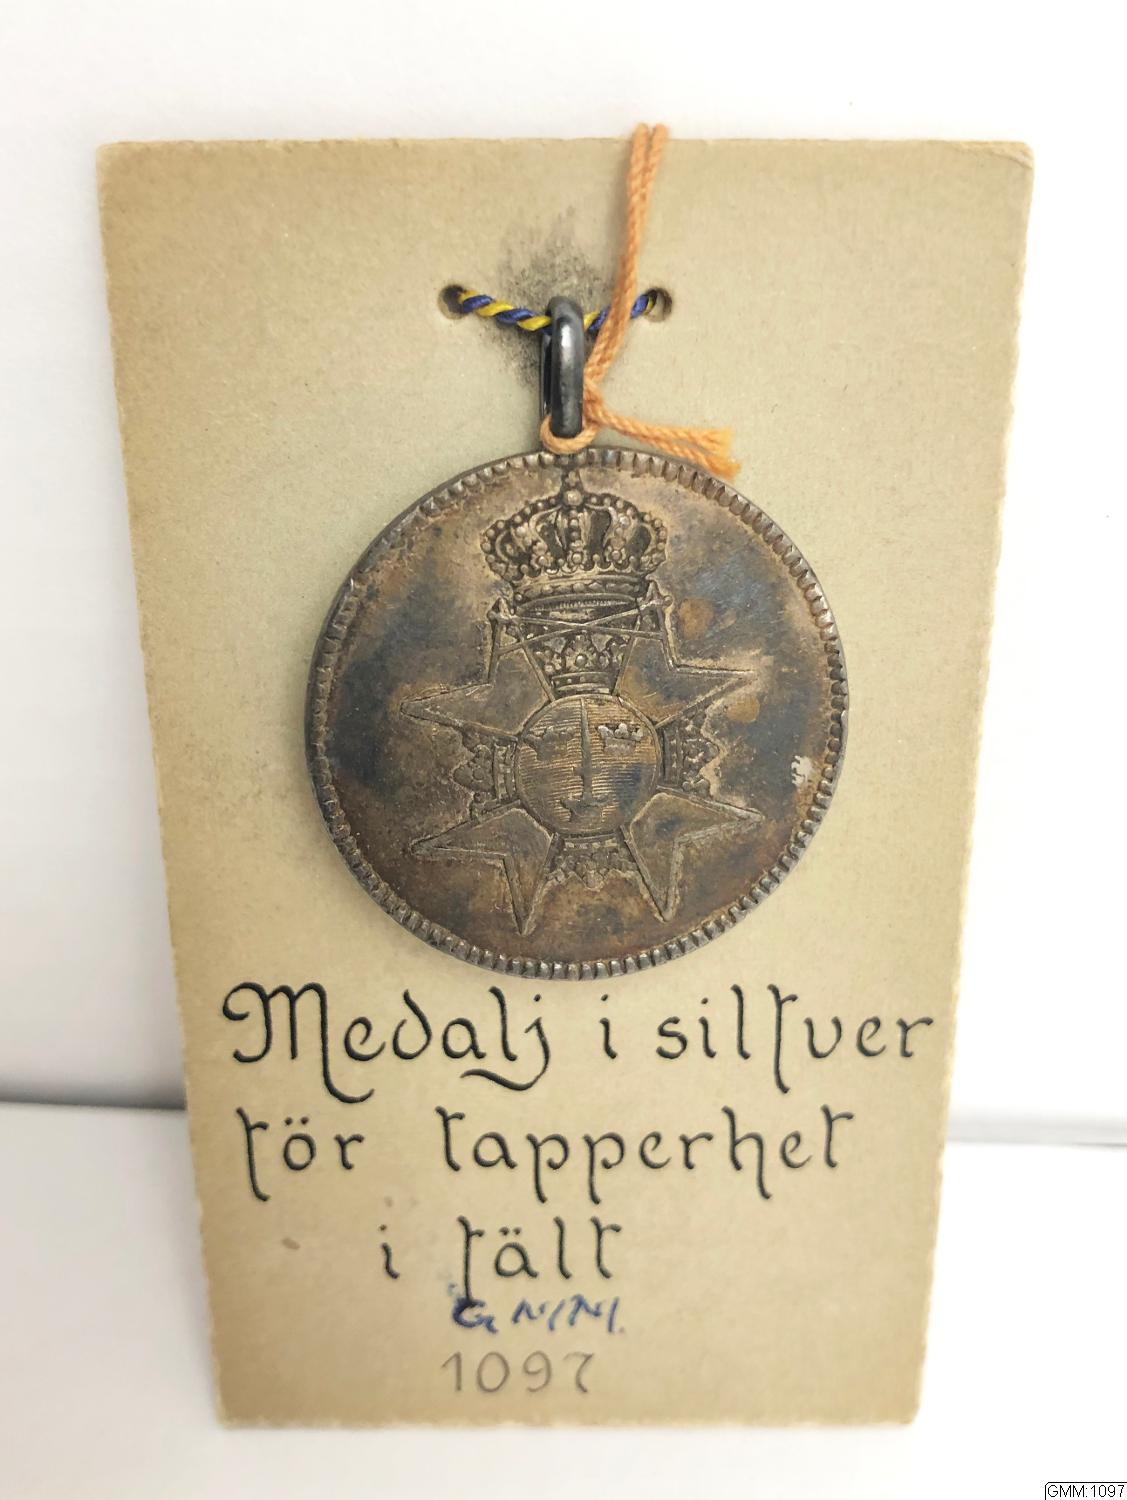 Medalj i silfver
för tapperhet
i fält
G.M.M.
1097
GMM:1097